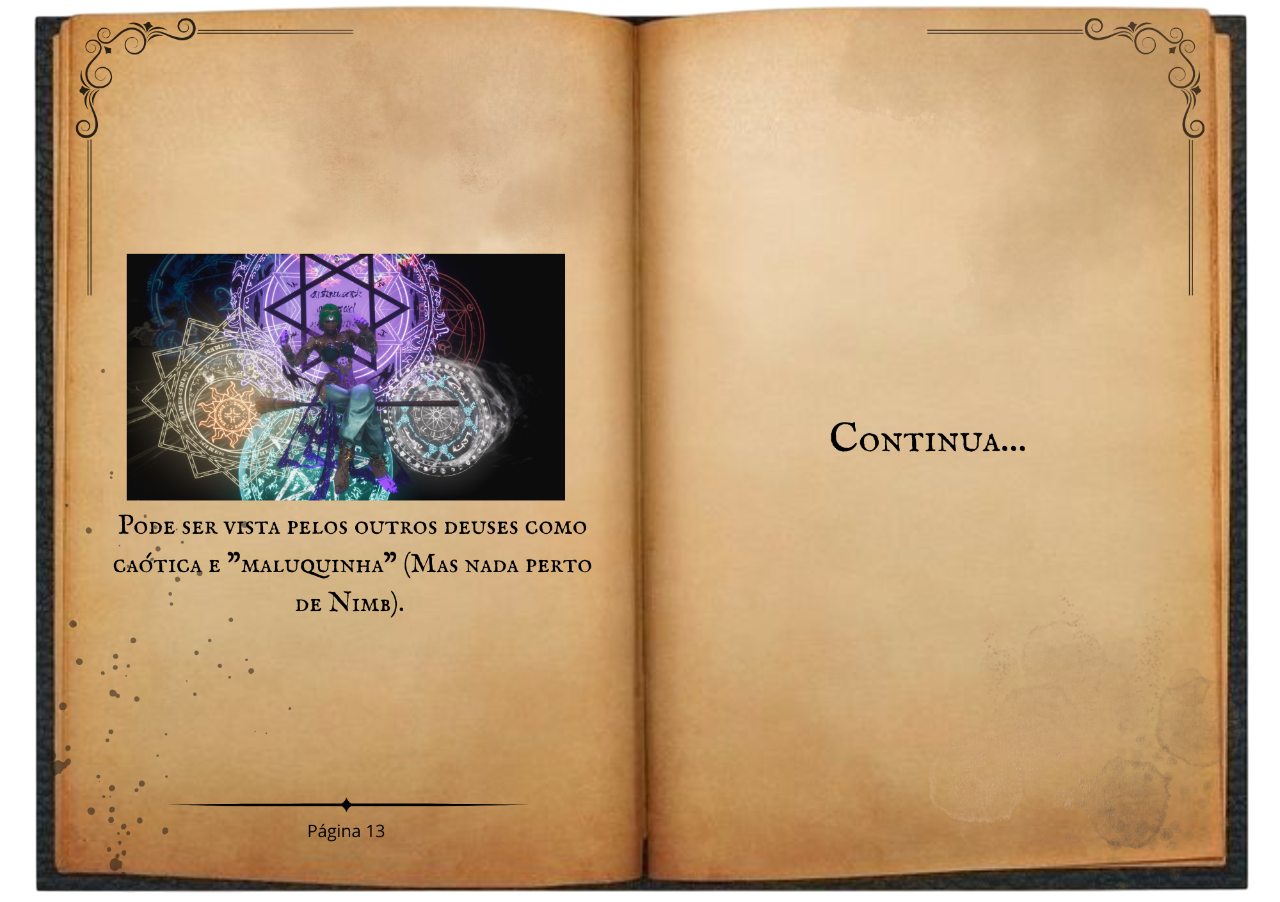 Pode ser vista pelos outros deuses como
caótica e ”maluquinha” (Mas nada perto
de Nimb).
Página 13
Continua...